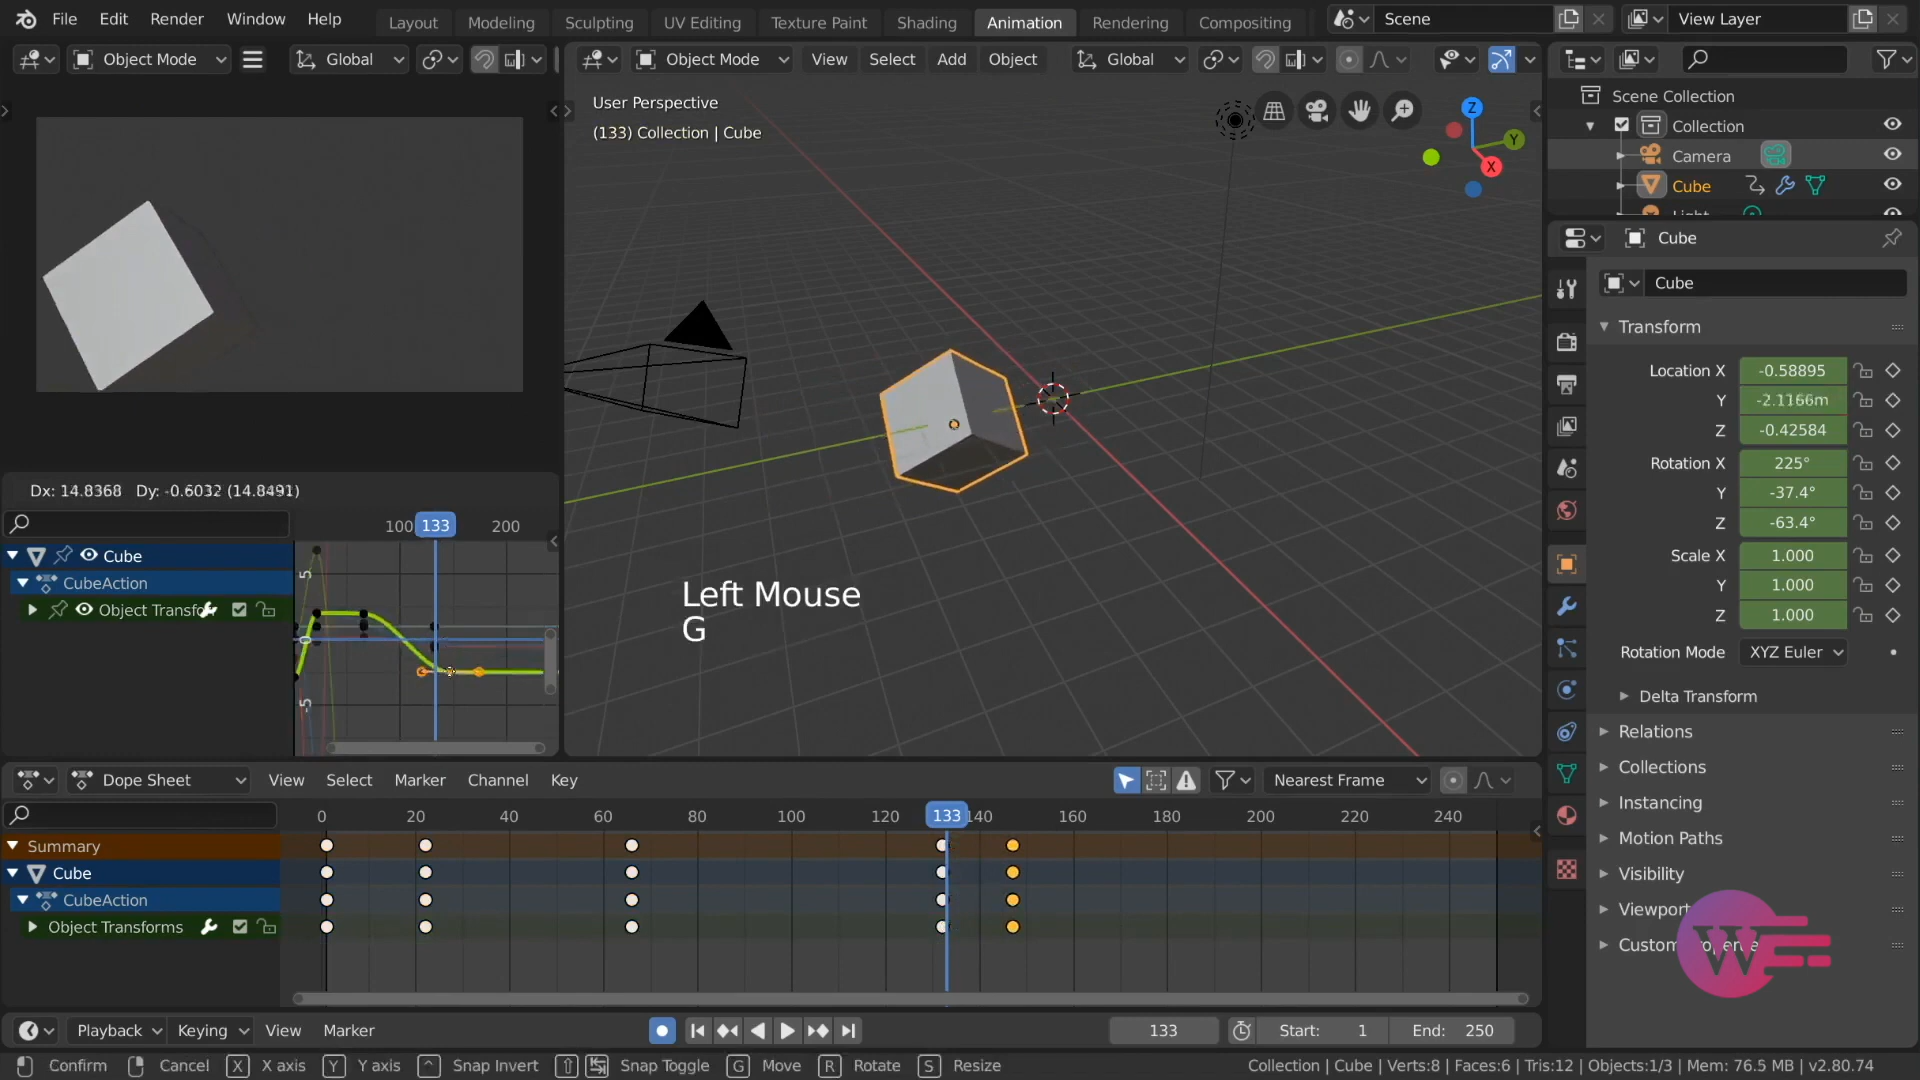 File Edit Render Window Help Layout Modeling Sculpting UV Editing Texture Paint Shading Animation Rendering Compositing Scene View Layer
Object Mode Global Object Mode View Select Add Object Global
User Perspective
(133) Collection | Cube
Scene Collection
Collection
Camera
Cube
Light
Z
Y
X
Cube
Cube
Transform
Location X -0.58895
Y -2.1166m
Z -0.42584
Rotation X 225°
Y -37.4°
Z -63.4°
Scale X 1.000
Y 1.000
Z 1.000
Rotation Mode XYZ Euler
Delta Transform
Relations
Collections
Instancing
Motion Paths
Visibility
Viewport
Custom Properties
Dx: 14.8368 Dy: -0.6032 (14.8491)
100 133 200
Cube
CubeAction
Object Transfo
5
0
-5
Left Mouse
G
Dope Sheet View Select Marker Channel Key Nearest Frame
0 20 40 60 80 100 120 133 140 160 180 200 220 240
Summary
Cube
CubeAction
Object Transforms
W
Playback Keying View Marker 133 Start: 1 End: 250
Confirm Cancel X X axis Y Y axis ^ Snap Invert Snap Toggle G Move R Rotate S Resize Collection | Cube | Verts:8 | Faces:6 | Tris:12 | Objects:1/3 | Mem: 76.5 MB | v2.80.74